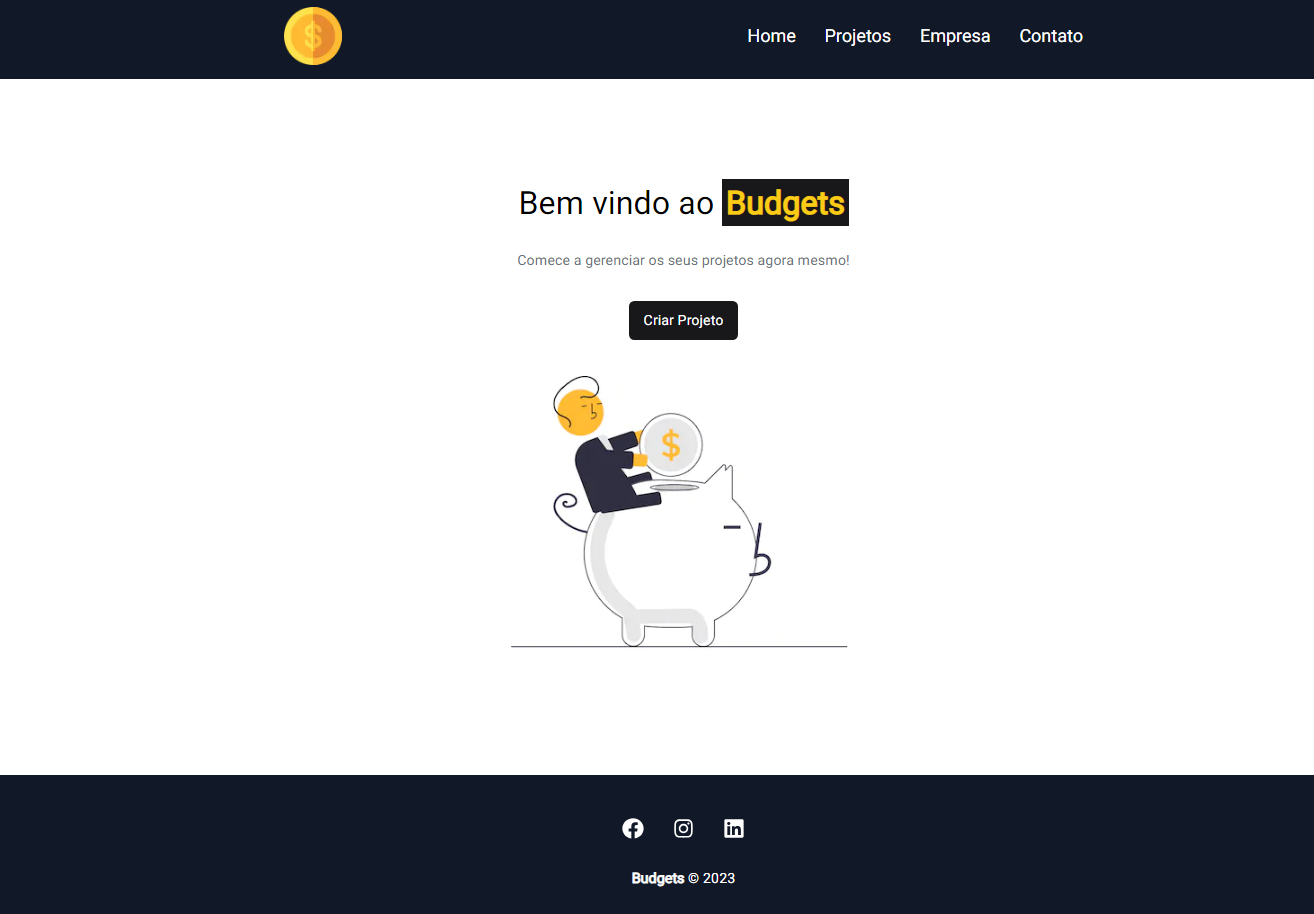 $
Home Projetos Empresa Contato
Bem vindo ao Budgets
Comece a gerenciar os seus projetos agora mesmo!
Criar Projeto
$
in
Budgets © 2023